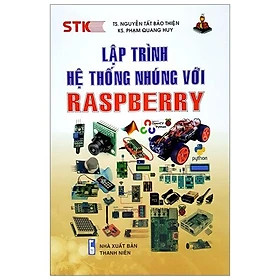 STK
TS. NGUYỄN TẤT BẢO THIỆN
KS. PHẠM QUANG HUY
LẬP TRÌNH
HỆ THỐNG NHÚNG VỚI
RASPBERRY
python
NHÀ XUẤT BẢN
THANH NIÊN